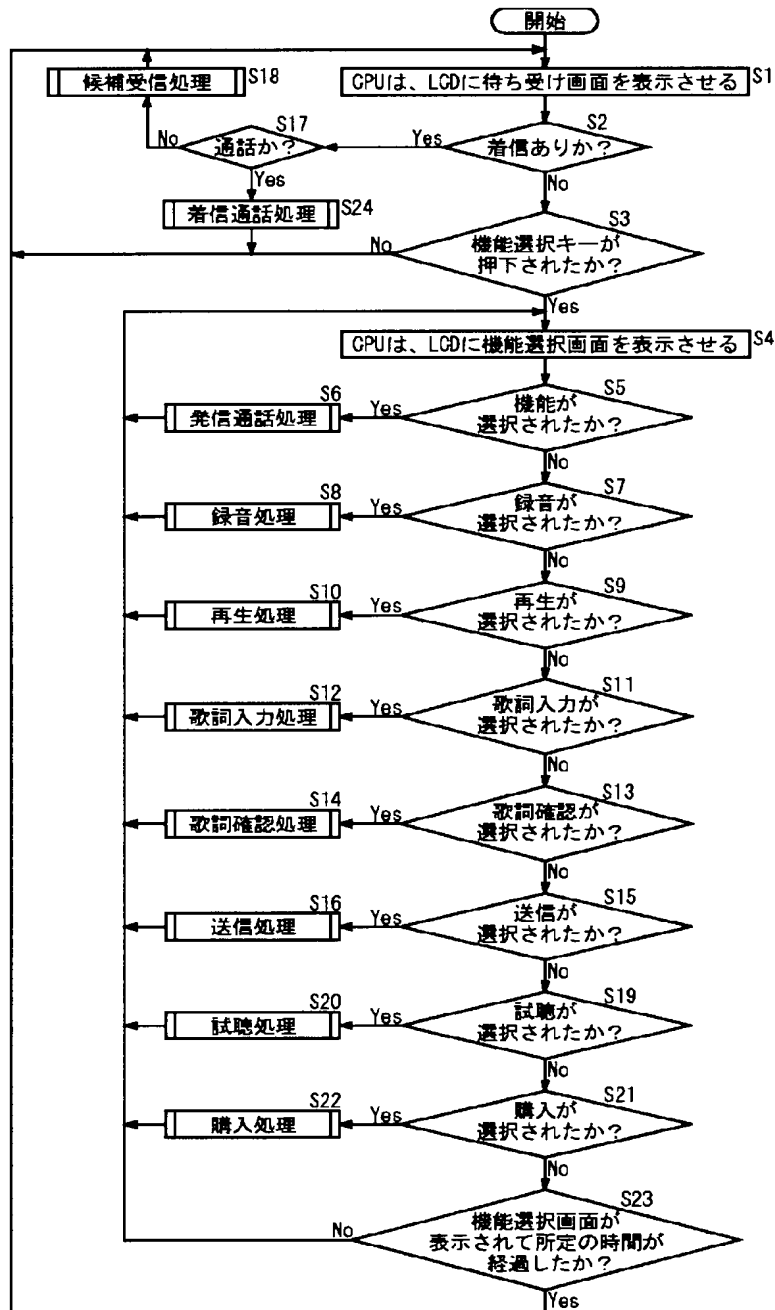 開始
候補受信処理
S18
CPUは、LCDに待ち受け画面を表示させる
S1
S17
通話か？
No
Yes
S2
着信ありか？
Yes
No
着信通話処理
S24
S3
機能選択キーが
押下されたか？
No
Yes
CPUは、LCDに機能選択画面を表示させる
S4
S6
発信通話処理
Yes
S5
機能が
選択されたか？
No
S8
録音処理
Yes
S7
録音が
選択されたか？
No
S10
再生処理
Yes
S9
再生が
選択されたか？
No
S12
歌詞入力処理
Yes
S11
歌詞入力が
選択されたか？
No
S14
歌詞確認処理
Yes
S13
歌詞確認が
選択されたか？
No
S16
送信処理
Yes
S15
送信が
選択されたか？
No
S20
試聴処理
Yes
S19
試聴が
選択されたか？
No
S22
購入処理
Yes
S21
購入が
選択されたか？
No
S23
機能選択画面が
表示されて所定の時間が
経過したか？
No
Yes